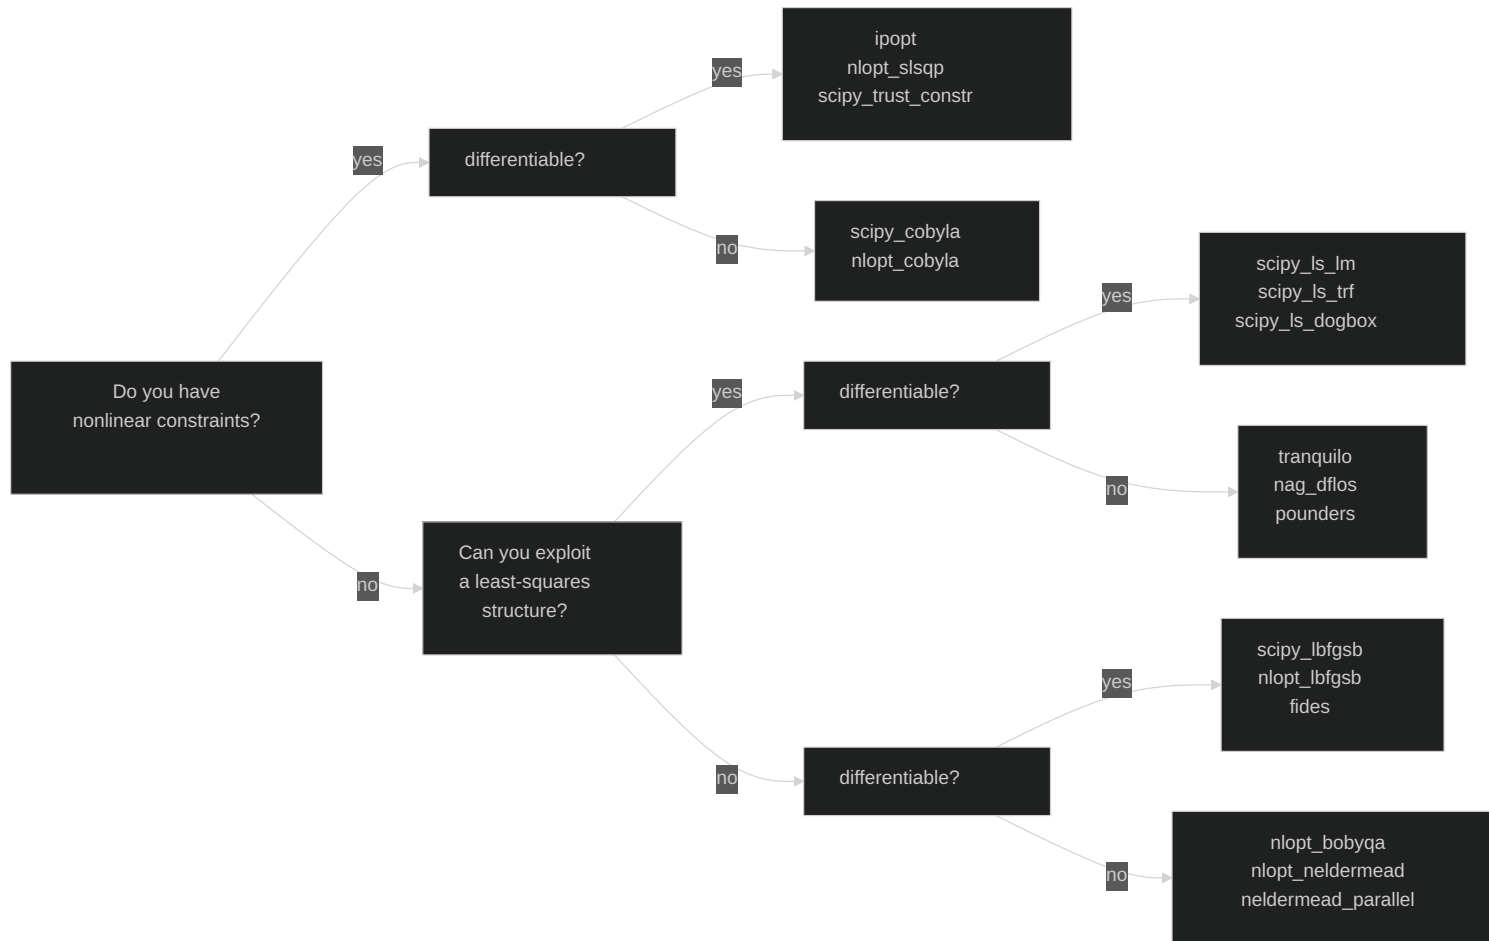 Do you have
nonlinear constraints?
yes
differentiable?
yes
ipopt
nlopt_slsqp
scipy_trust_constr
no
scipy_cobyla
nlopt_cobyla
no
Can you exploit
a least-squares
structure?
yes
differentiable?
yes
scipy_ls_lm
scipy_ls_trf
scipy_ls_dogbox
no
tranquilo
nag_dflos
pounders
no
differentiable?
yes
scipy_lbfgsb
nlopt_lbfgsb
fides
no
nlopt_bobyqa
nlopt_neldermead
neldermead_parallel